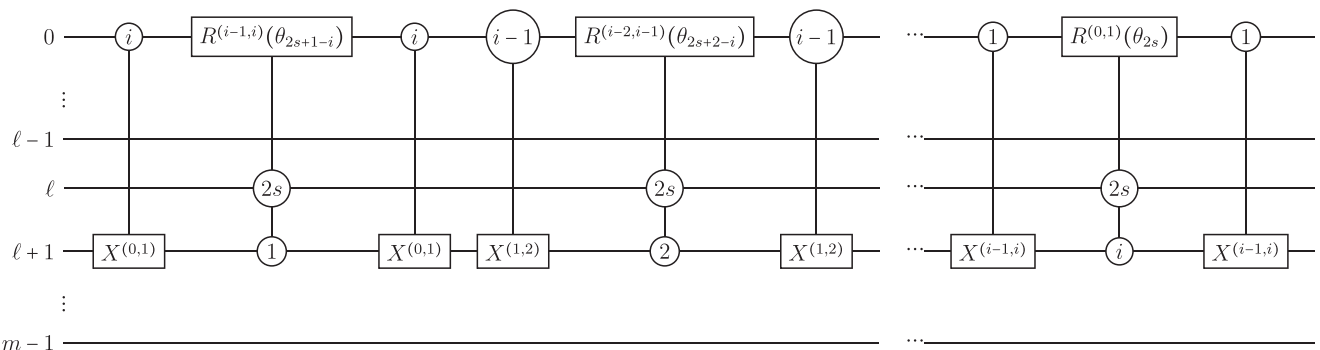 0 i R^{(i−1,i)}(θ_{2s+1−i}) i i − 1 R^{(i−2,i−1)}(θ_{2s+2−i}) i − 1 ... 1 R^{(0,1)}(θ_{2s}) 1
⋮
ℓ − 1 ...
ℓ 2s 2s ... 2s
ℓ + 1 X^{(0,1)} 1 X^{(0,1)} X^{(1,2)} 2 X^{(1,2)} ... X^{(i−1,i)} i X^{(i−1,i)}
⋮
m − 1 ...